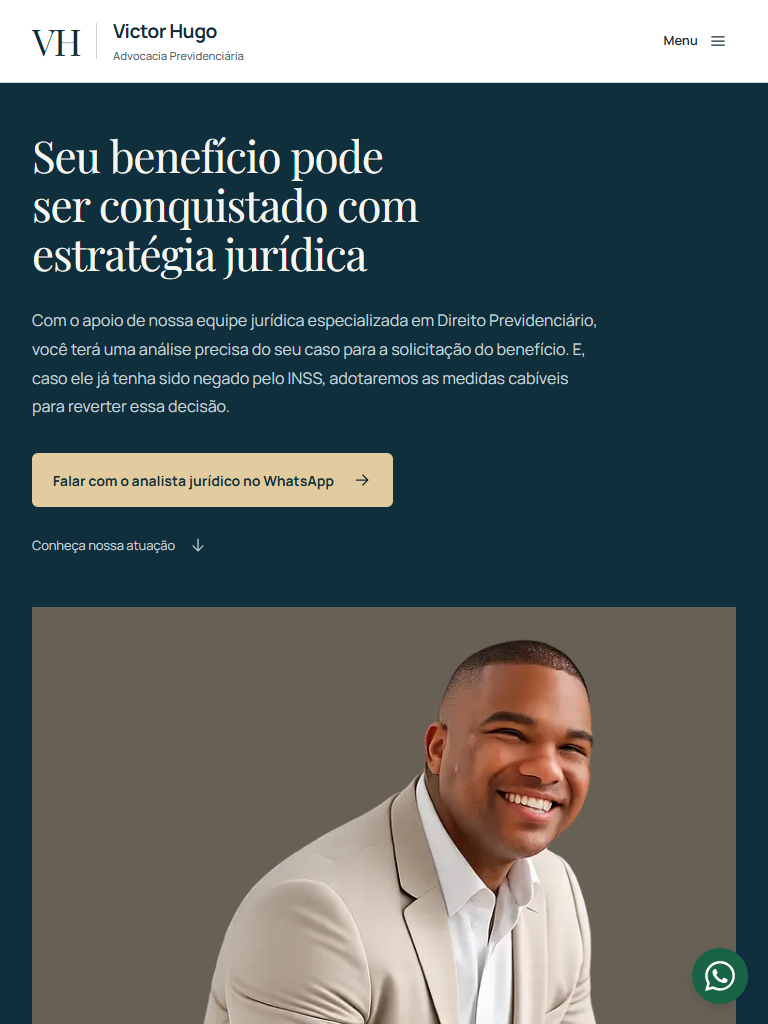 VH
Victor Hugo
Advocacia Previdenciária
Menu
Seu benefício pode
ser conquistado com
estratégia jurídica
Com o apoio de nossa equipe jurídica especializada em Direito Previdenciário,
você terá uma análise precisa do seu caso para a solicitação do benefício. E,
caso ele já tenha sido negado pelo INSS, adotaremos as medidas cabíveis
para reverter essa decisão.
Falar com o analista jurídico no WhatsApp
Conheça nossa atuação